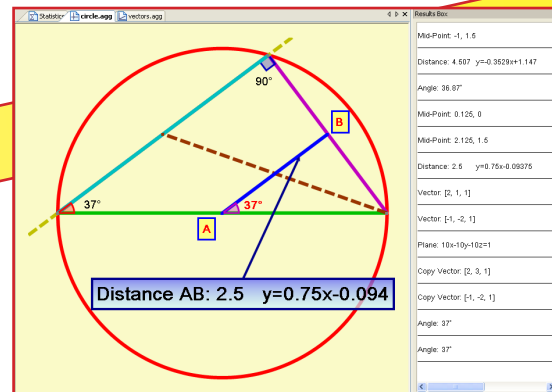 Statistics circle.agg vectors.agg
Results Box
90°
B
37°
37°
A
Distance AB: 2.5 y=0.75x-0.094
Mid-Point: -1, 1.5
Distance: 4.507 y=-0.3529x+1.147
Angle: 36.87°
Mid-Point: 0.125, 0
Mid-Point: 2.125, 1.5
Distance: 2.5 y=0.75x-0.09375
Vector: [2, 1, 1]
Vector: [-1, -2, 1]
Plane: 10x-10y-10z=1
Copy Vector: [2, 3, 1]
Copy Vector: [-1, -2, 1]
Angle: 37°
Angle: 37°